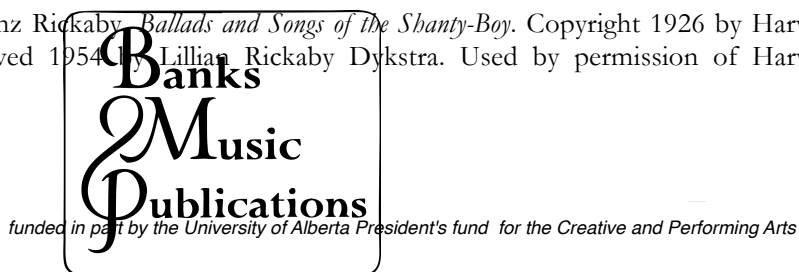 nz Rickaby, Ballads and Songs of the Shanty-Boy. Copyright 1926 by Harv
ved 1954 by Lillian Rickaby Dykstra. Used by permission of Harv
Banks
Music
Publications
funded in part by the University of Alberta President's fund for the Creative and Performing Arts